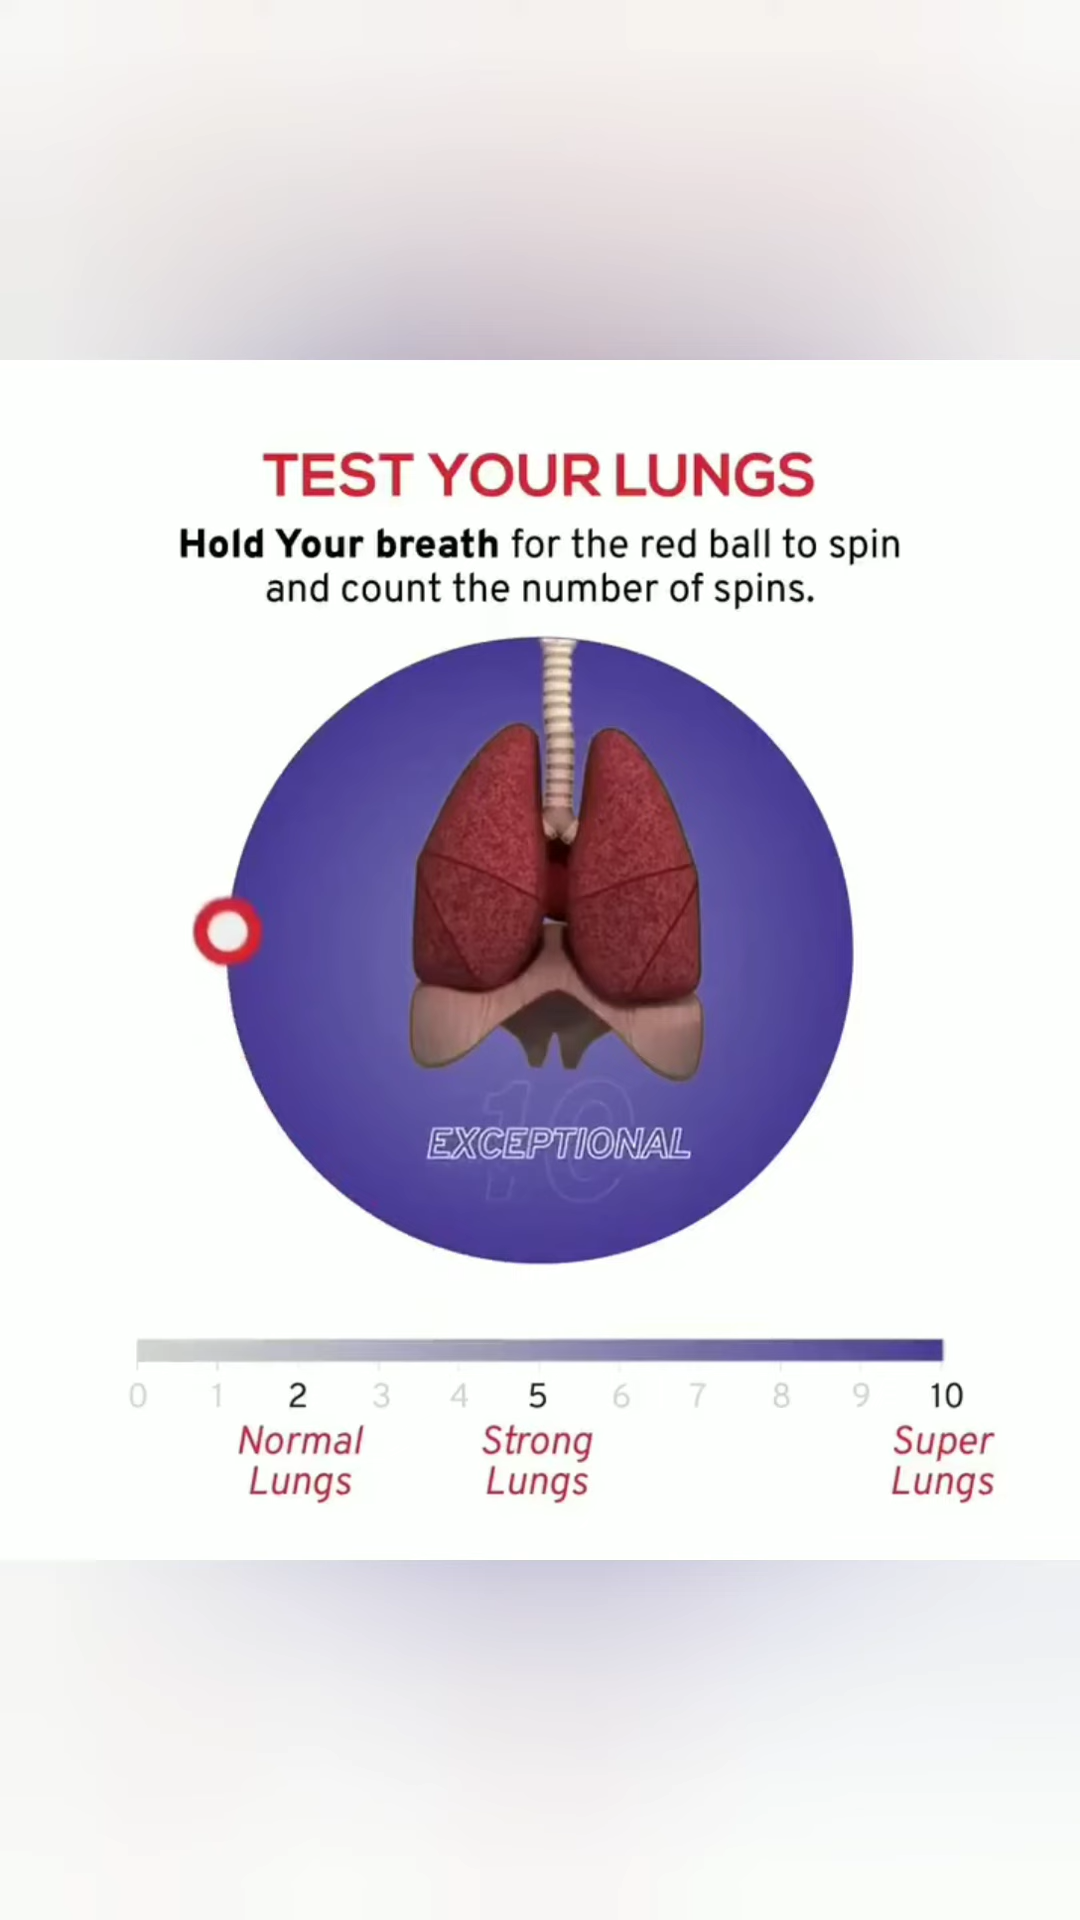 TEST YOUR LUNGS
Hold Your breath for the red ball to spin
and count the number of spins.
10
EXCEPTIONAL
0 1 2 3 4 5 6 7 8 9 10
Normal Lungs
Strong Lungs
Super Lungs